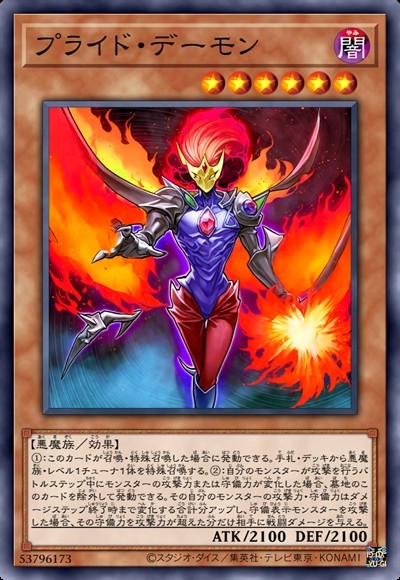 プライド・デーモン
闇
【悪魔族／効果】
①:このカードが召喚・特殊召喚した場合に発動できる。手札・デッキから悪魔
族・レベル1チューナー1体を特殊召喚する。②:自分のモンスターが攻撃を行うバ
トルステップ中にモンスターの攻撃力または守備力が変化した場合、墓地のこ
のカードを除外して発動できる。その自分のモンスターの攻撃力・守備力はダメ
ージステップ終了時まで変化する合計分アップし、守備表示モンスターを攻撃
した場合、その守備力を攻撃力が超えた分だけ相手に戦闘ダメージを与える。
ATK/2100 DEF/2100
53796173 ©スタジオ・ダイス／集英社・テレビ東京・KONAMI